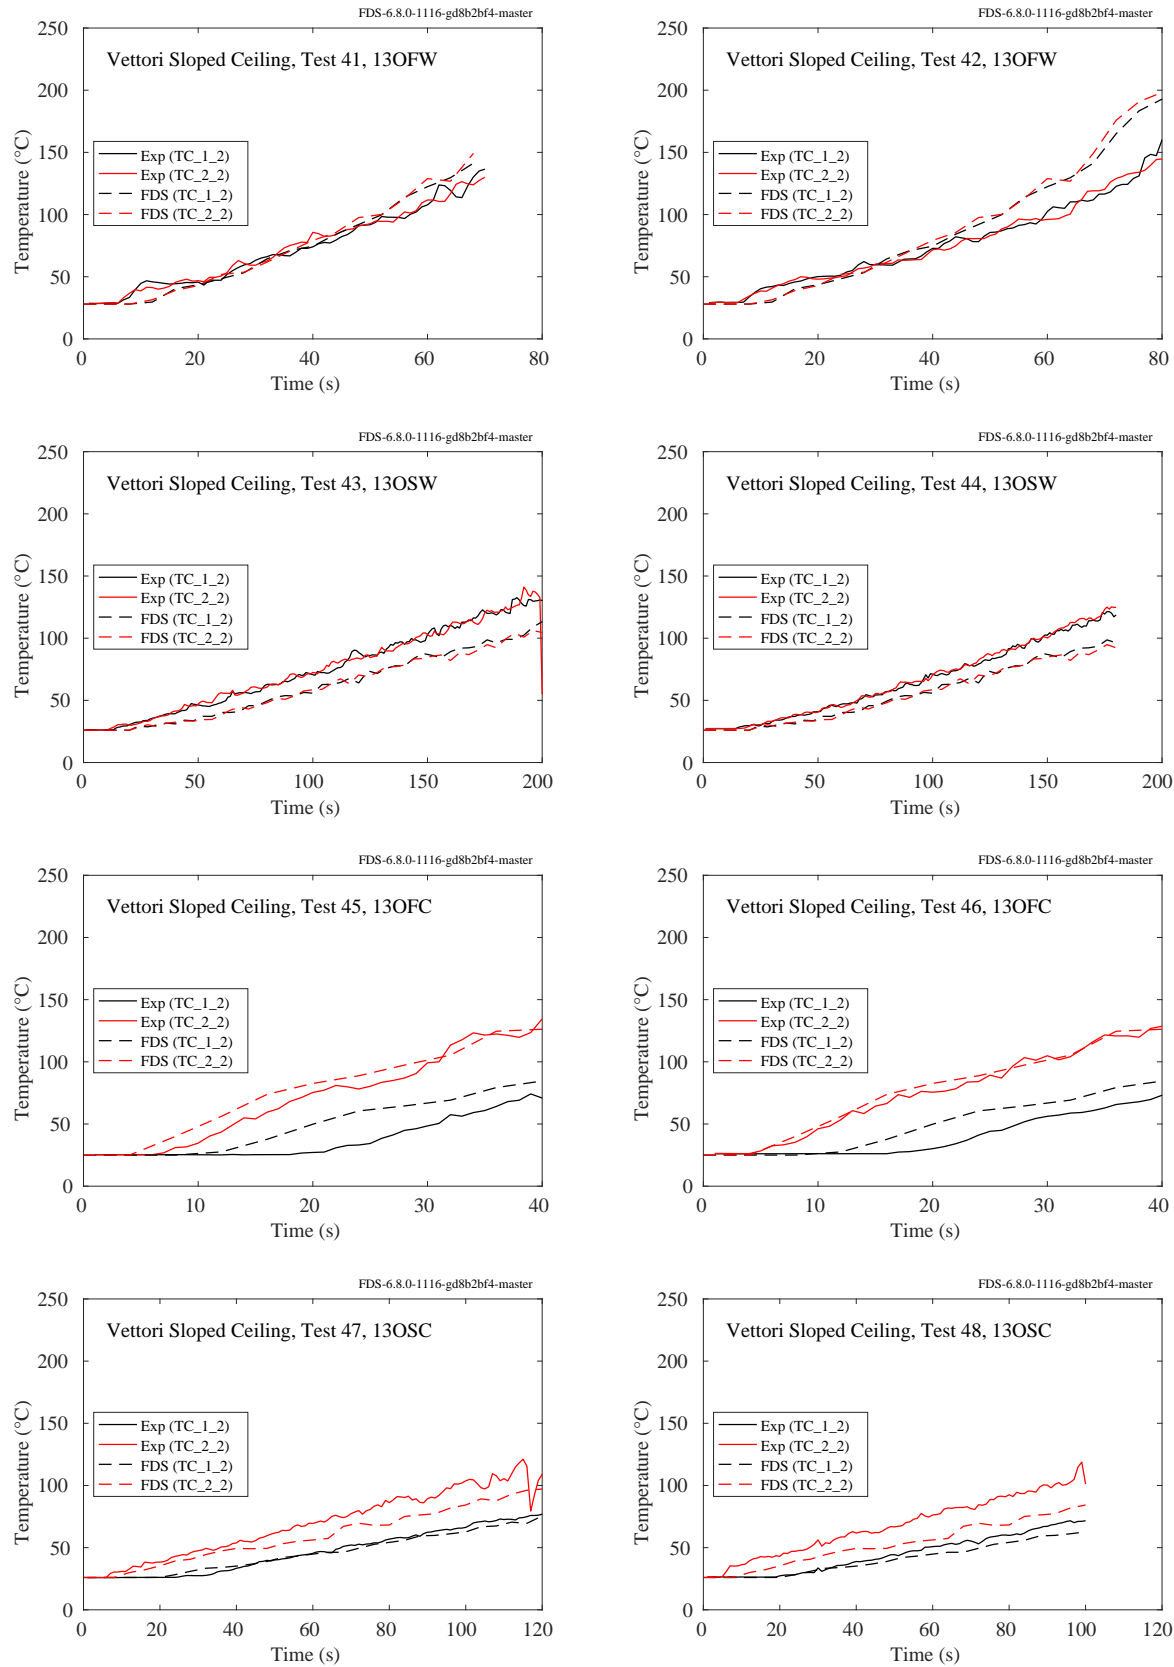 FDS-6.8.0-1116-gd8b2bf4-master
Vettori Sloped Ceiling, Test 41, 13OFW
Temperature (°C)
250
200
150
100
50
0
Exp (TC_1_2)
Exp (TC_2_2)
FDS (TC_1_2)
FDS (TC_2_2)
0 20 40 60 80
Time (s)
FDS-6.8.0-1116-gd8b2bf4-master
Vettori Sloped Ceiling, Test 42, 13OFW
Temperature (°C)
250
200
150
100
50
0
Exp (TC_1_2)
Exp (TC_2_2)
FDS (TC_1_2)
FDS (TC_2_2)
0 20 40 60 80
Time (s)
FDS-6.8.0-1116-gd8b2bf4-master
Vettori Sloped Ceiling, Test 43, 13OSW
Temperature (°C)
250
200
150
100
50
0
Exp (TC_1_2)
Exp (TC_2_2)
FDS (TC_1_2)
FDS (TC_2_2)
0 50 100 150 200
Time (s)
FDS-6.8.0-1116-gd8b2bf4-master
Vettori Sloped Ceiling, Test 44, 13OSW
Temperature (°C)
250
200
150
100
50
0
Exp (TC_1_2)
Exp (TC_2_2)
FDS (TC_1_2)
FDS (TC_2_2)
0 50 100 150 200
Time (s)
FDS-6.8.0-1116-gd8b2bf4-master
Vettori Sloped Ceiling, Test 45, 13OFC
Temperature (°C)
250
200
150
100
50
0
Exp (TC_1_2)
Exp (TC_2_2)
FDS (TC_1_2)
FDS (TC_2_2)
0 10 20 30 40
Time (s)
FDS-6.8.0-1116-gd8b2bf4-master
Vettori Sloped Ceiling, Test 46, 13OFC
Temperature (°C)
250
200
150
100
50
0
Exp (TC_1_2)
Exp (TC_2_2)
FDS (TC_1_2)
FDS (TC_2_2)
0 10 20 30 40
Time (s)
FDS-6.8.0-1116-gd8b2bf4-master
Vettori Sloped Ceiling, Test 47, 13OSC
Temperature (°C)
250
200
150
100
50
0
Exp (TC_1_2)
Exp (TC_2_2)
FDS (TC_1_2)
FDS (TC_2_2)
0 20 40 60 80 100 120
Time (s)
FDS-6.8.0-1116-gd8b2bf4-master
Vettori Sloped Ceiling, Test 48, 13OSC
Temperature (°C)
250
200
150
100
50
0
Exp (TC_1_2)
Exp (TC_2_2)
FDS (TC_1_2)
FDS (TC_2_2)
0 20 40 60 80 100 120
Time (s)